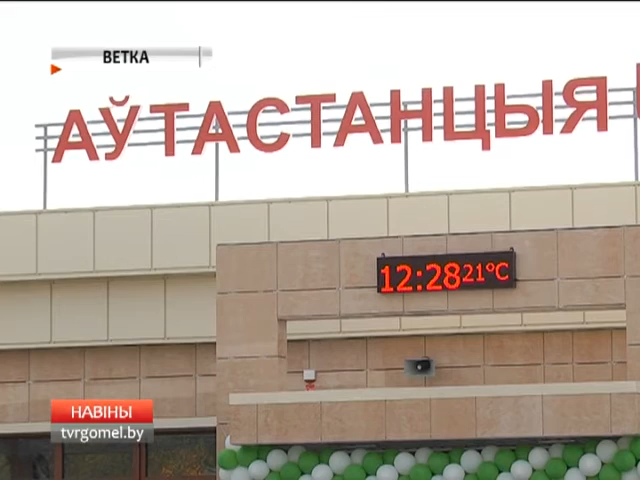 ВЕТКА
АЎТАСТАНЦЫЯ
12:28 21°C
НАВІНЫ
tvrgomel.by